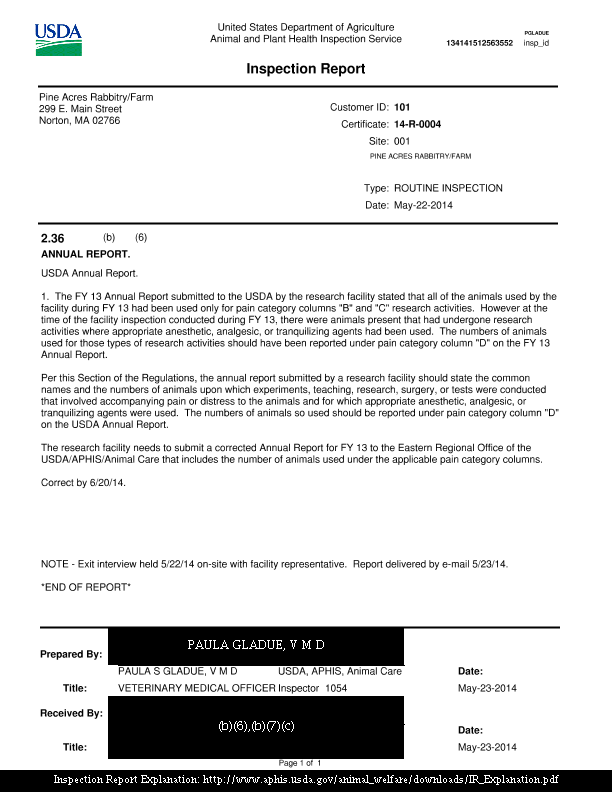 USDA
United States Department of Agriculture
Animal and Plant Health Inspection Service
PGLADUE
134141512563552 insp_id
Inspection Report
Pine Acres Rabbitry/Farm
299 E. Main Street
Norton, MA 02766
Customer ID: 101
Certificate: 14-R-0004
Site: 001
PINE ACRES RABBITRY/FARM
Type: ROUTINE INSPECTION
Date: May-22-2014
2.36 (b) (6)
ANNUAL REPORT.
USDA Annual Report.
1. The FY 13 Annual Report submitted to the USDA by the research facility stated that all of the animals used by the
facility during FY 13 had been used only for pain category columns "B" and "C" research activities. However at the
time of the facility inspection conducted during FY 13, there were animals present that had undergone research
activities where appropriate anesthetic, analgesic, or tranquilizing agents had been used. The numbers of animals
used for those types of research activities should have been reported under pain category column "D" on the FY 13
Annual Report.
Per this Section of the Regulations, the annual report submitted by a research facility should state the common
names and the numbers of animals upon which experiments, teaching, research, surgery, or tests were conducted
that involved accompanying pain or distress to the animals and for which appropriate anesthetic, analgesic, or
tranquilizing agents were used. The numbers of animals so used should be reported under pain category column "D"
on the USDA Annual Report.
The research facility needs to submit a corrected Annual Report for FY 13 to the Eastern Regional Office of the
USDA/APHIS/Animal Care that includes the number of animals used under the applicable pain category columns.
Correct by 6/20/14.
NOTE - Exit interview held 5/22/14 on-site with facility representative. Report delivered by e-mail 5/23/14.
*END OF REPORT*
PAULA GLADUE, V M D
Prepared By:
PAULA S GLADUE, V M D USDA, APHIS, Animal Care Date:
Title: VETERINARY MEDICAL OFFICER Inspector 1054 May-23-2014
Received By:
(b)(6),(b)(7)(c)
Date:
Title: May-23-2014
Page 1 of 1
Inspection Report Explanation: http://www.aphis.usda.gov/animal_welfare/downloads/IR_Explanation.pdf